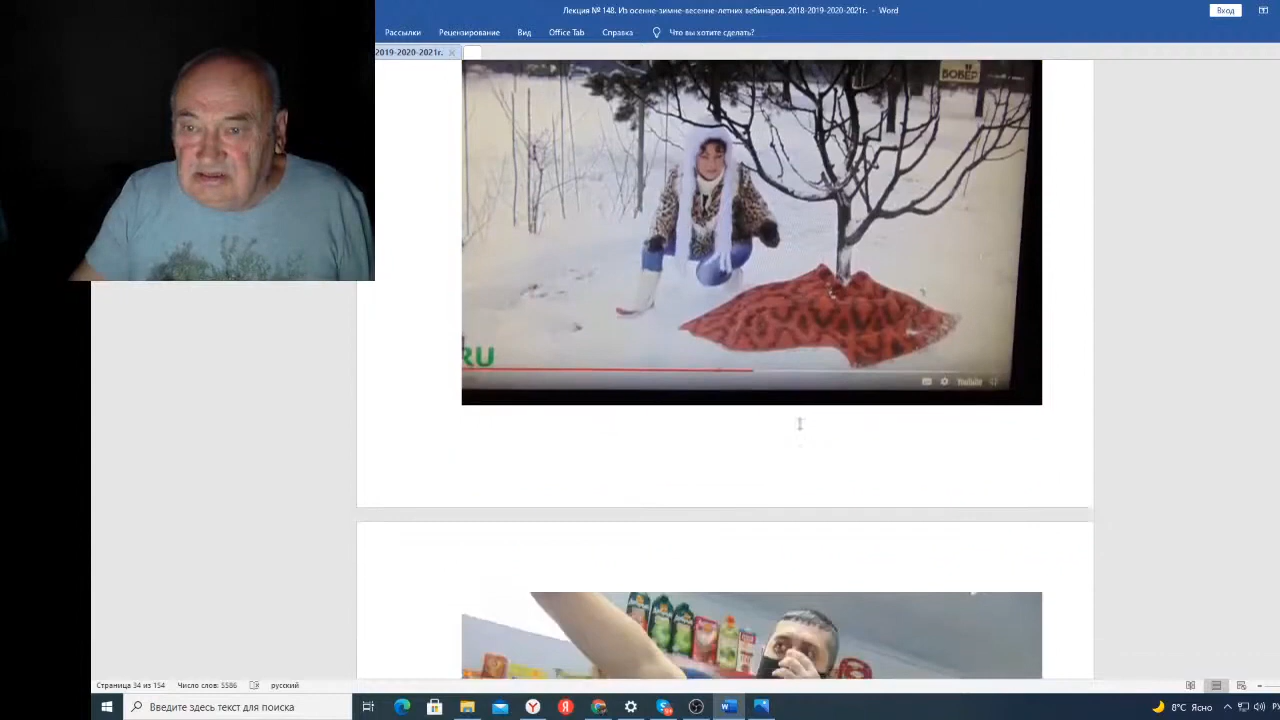 Лекция № 148. Из осенне-зимне-весенне-летних вебинаров. 2018-2019-2020-2021г. - Word
Вход
Рассылки Рецензирование Вид Office Tab Справка Что вы хотите сделать?
2019-2020-2021г.
ВОВЕР
RU
YouTube
Страница 34 из 154 Число слов: 5586 русский
Введите здесь текст для поиска
8°C Ясно